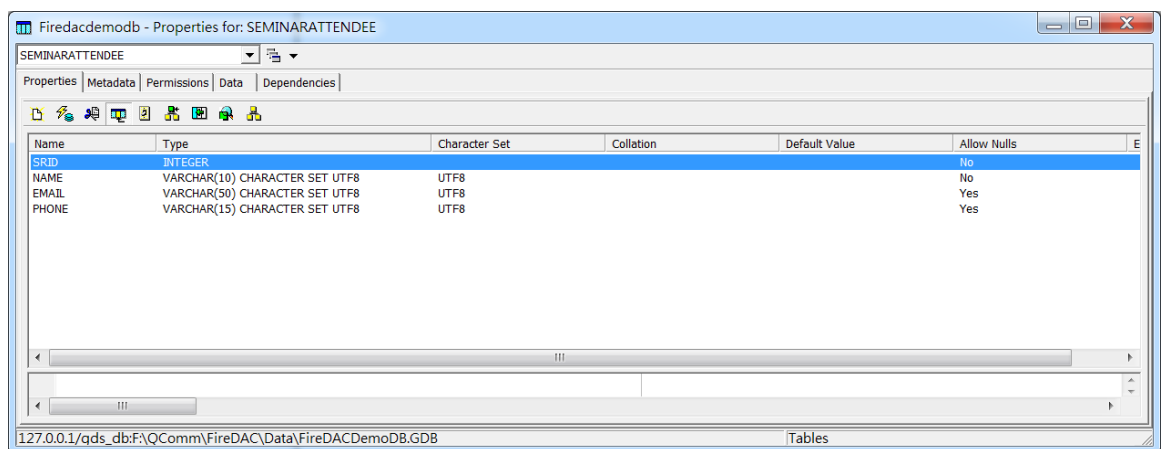 Firedacdemodb - Properties for: SEMINARATTENDEE
SEMINARATTENDEE
Properties Metadata Permissions Data Dependencies
Name Type Character Set Collation Default Value Allow Nulls E
SRID INTEGER No
NAME VARCHAR(10) CHARACTER SET UTF8 UTF8 No
EMAIL VARCHAR(50) CHARACTER SET UTF8 UTF8 Yes
PHONE VARCHAR(15) CHARACTER SET UTF8 UTF8 Yes
127.0.0.1/gds_db:F:\QComm\FireDAC\Data\FireDACDemoDB.GDB Tables